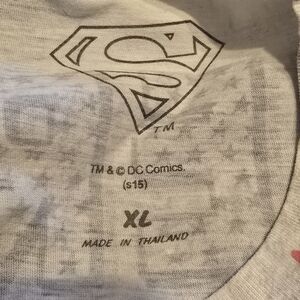 TM
TM & © DC Comics.
(s15)
XL
MADE IN THAILAND